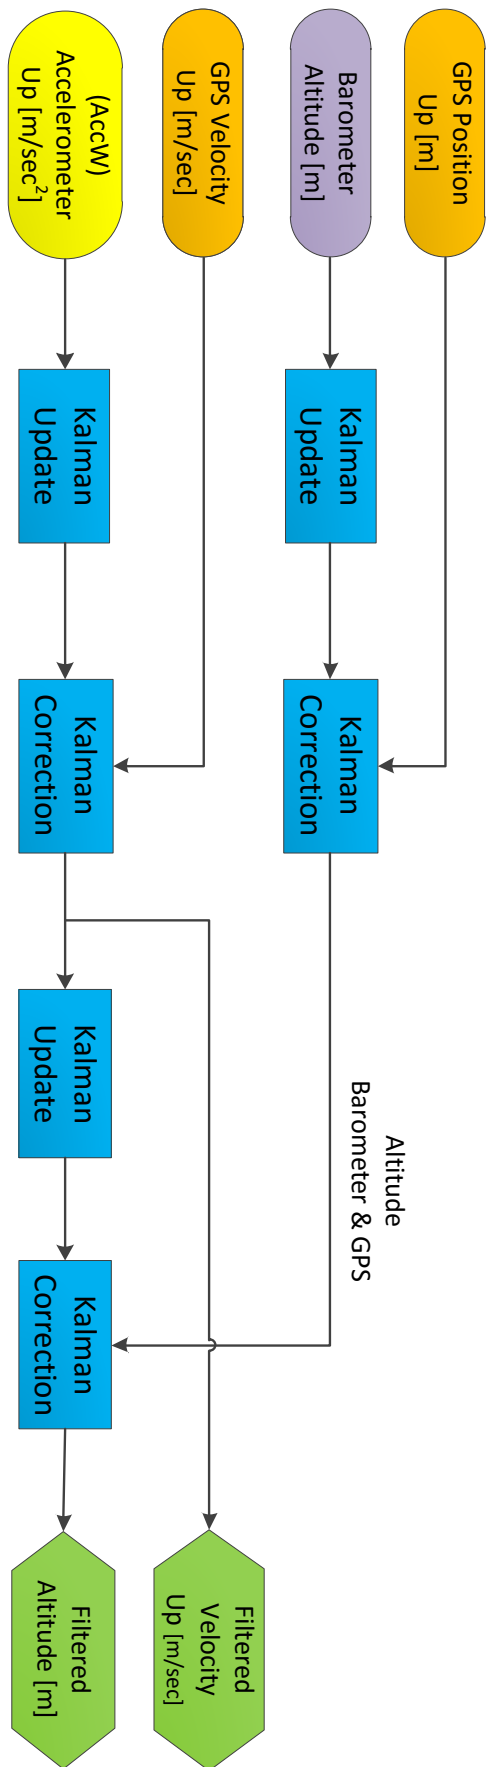 GPS Position
Up [m]
Barometer
Altitude [m]
Kalman
Update
Kalman
Correction
Altitude
Barometer & GPS
GPS Velocity
Up [m/sec]
Filtered
Velocity
Up [m/sec]
(AccW)
Accelerometer
Up [m/sec²]
Kalman
Update
Kalman
Correction
Kalman
Update
Kalman
Correction
Filtered
Altitude [m]